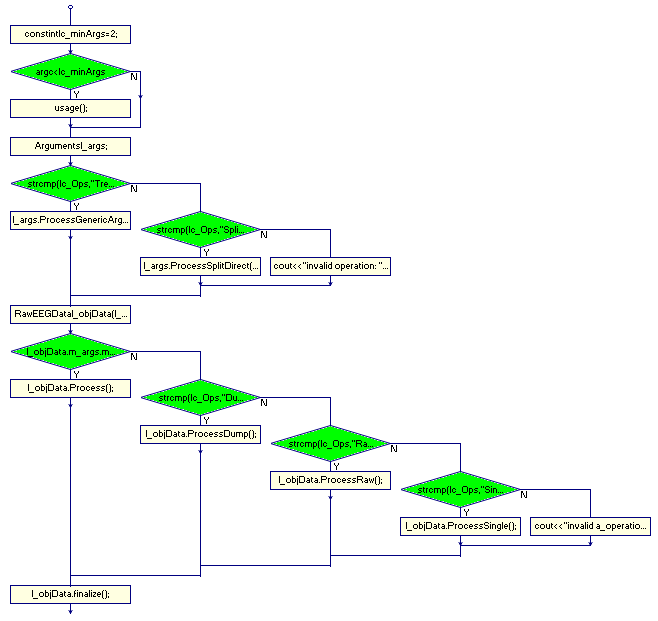 constintlc_minArgs=2;
argc<lc_minArgs
N
Y
usage();
Argumentsl_args;
strcmp(lc_Ops,"Tre...
N
Y
l_args.ProcessGenericArg...
strcmp(lc_Ops,"Spli...
N
Y
l_args.ProcessSplitDirect(...
cout<<"invalid operation: "...
RawEEGDatal_objData(l_...
l_objData.m_args.m...
N
Y
l_objData.Process();
strcmp(lc_Ops,"Du...
N
Y
l_objData.ProcessDump();
strcmp(lc_Ops,"Ra...
N
Y
l_objData.ProcessRaw();
strcmp(lc_Ops,"Sin...
N
Y
l_objData.ProcessSingle();
cout<<"invalid a_operatio...
l_objData.finalize();